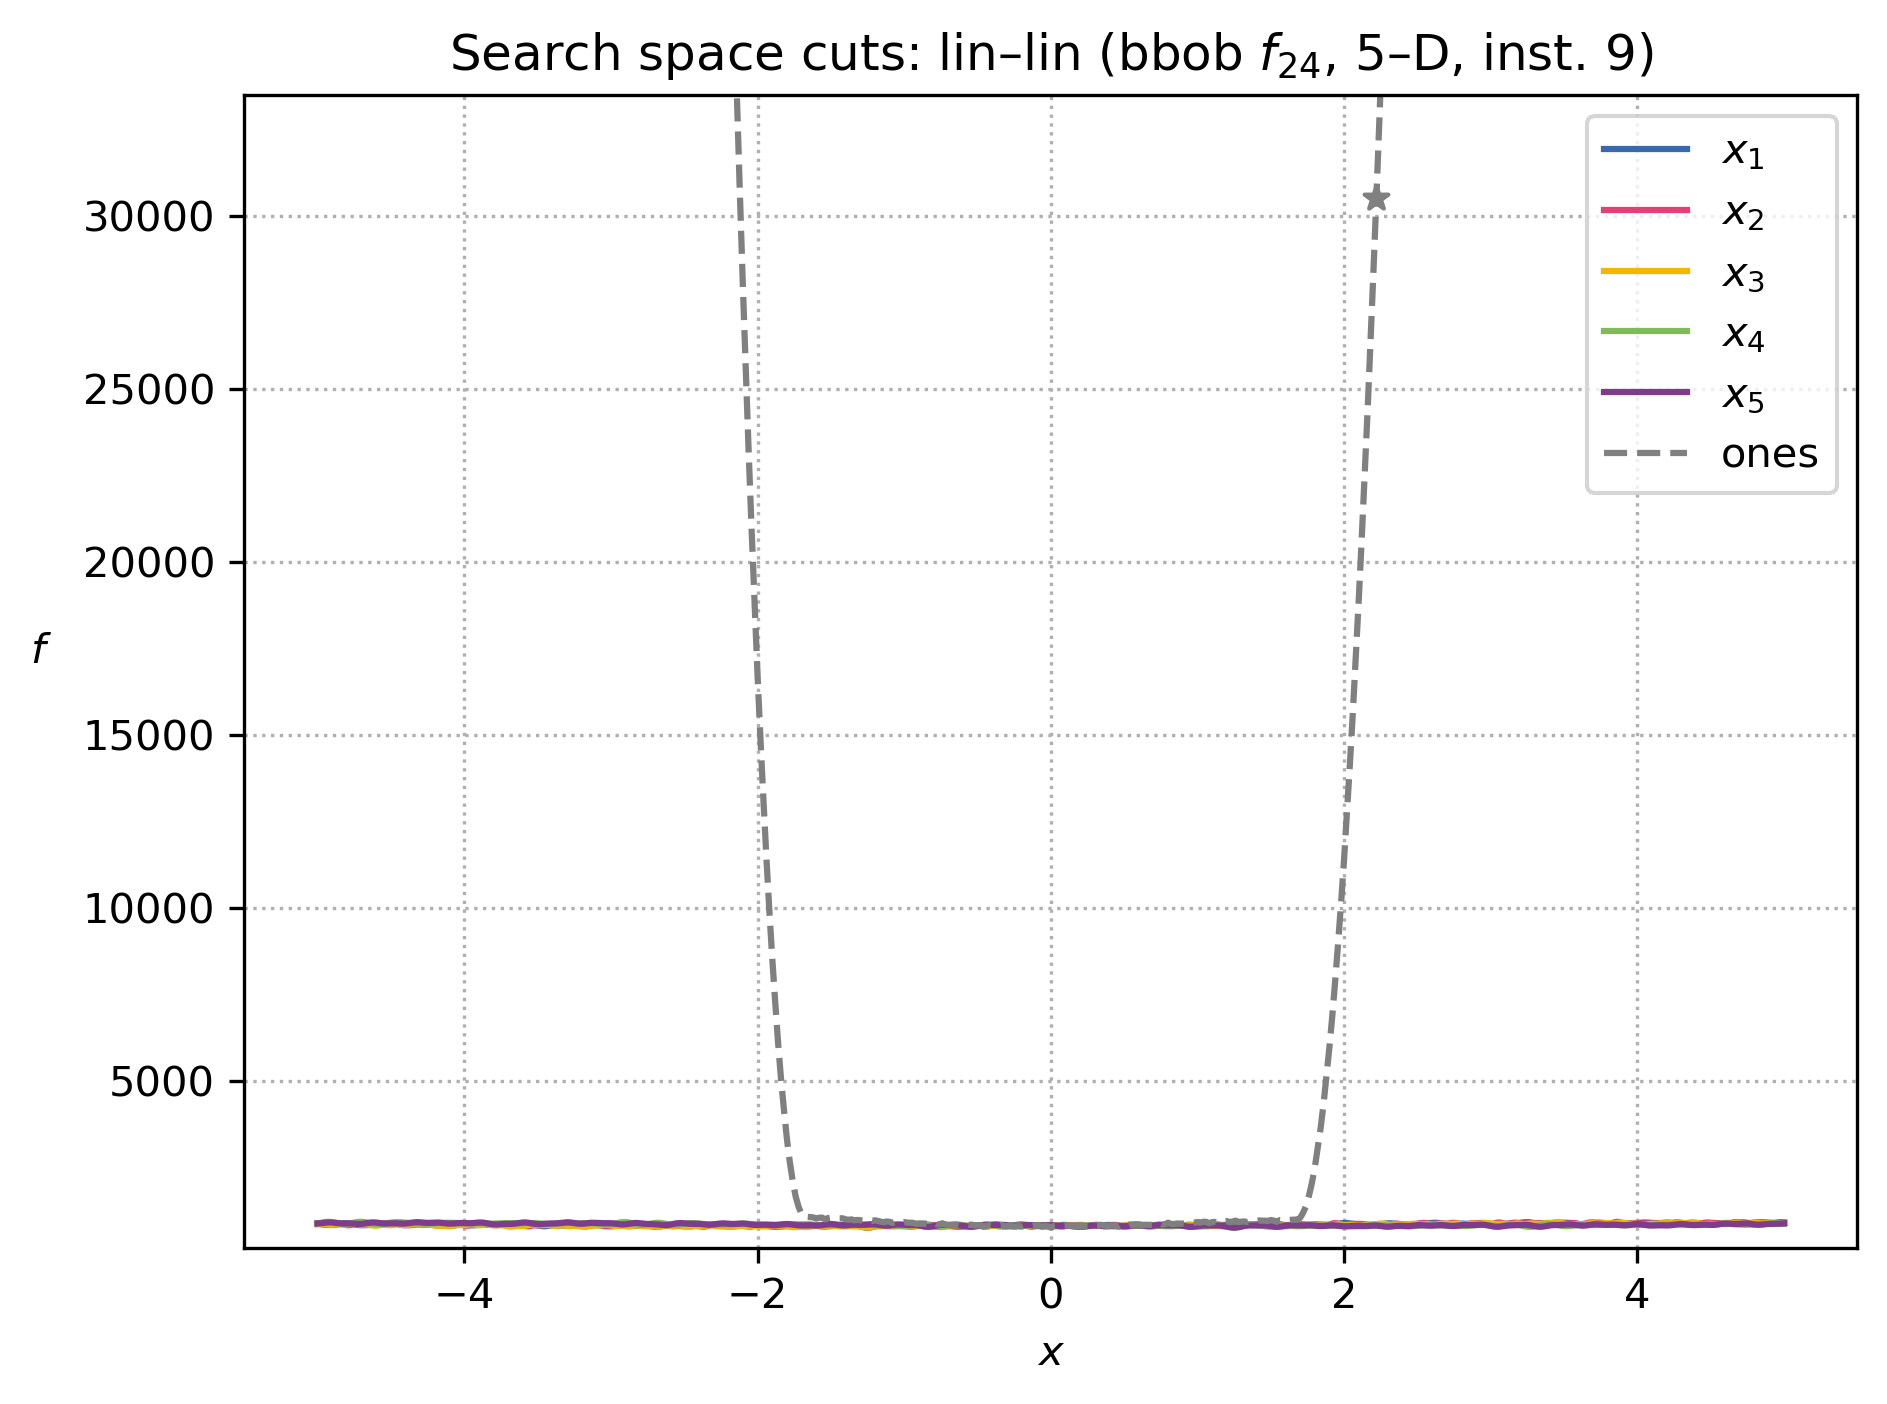 Search space cuts: lin–lin (bbob f₂₄, 5–D, inst. 9)
x₁
x₂
x₃
x₄
x₅
ones
30000
25000
20000
15000
10000
5000
f
−4
−2
0
2
4
x